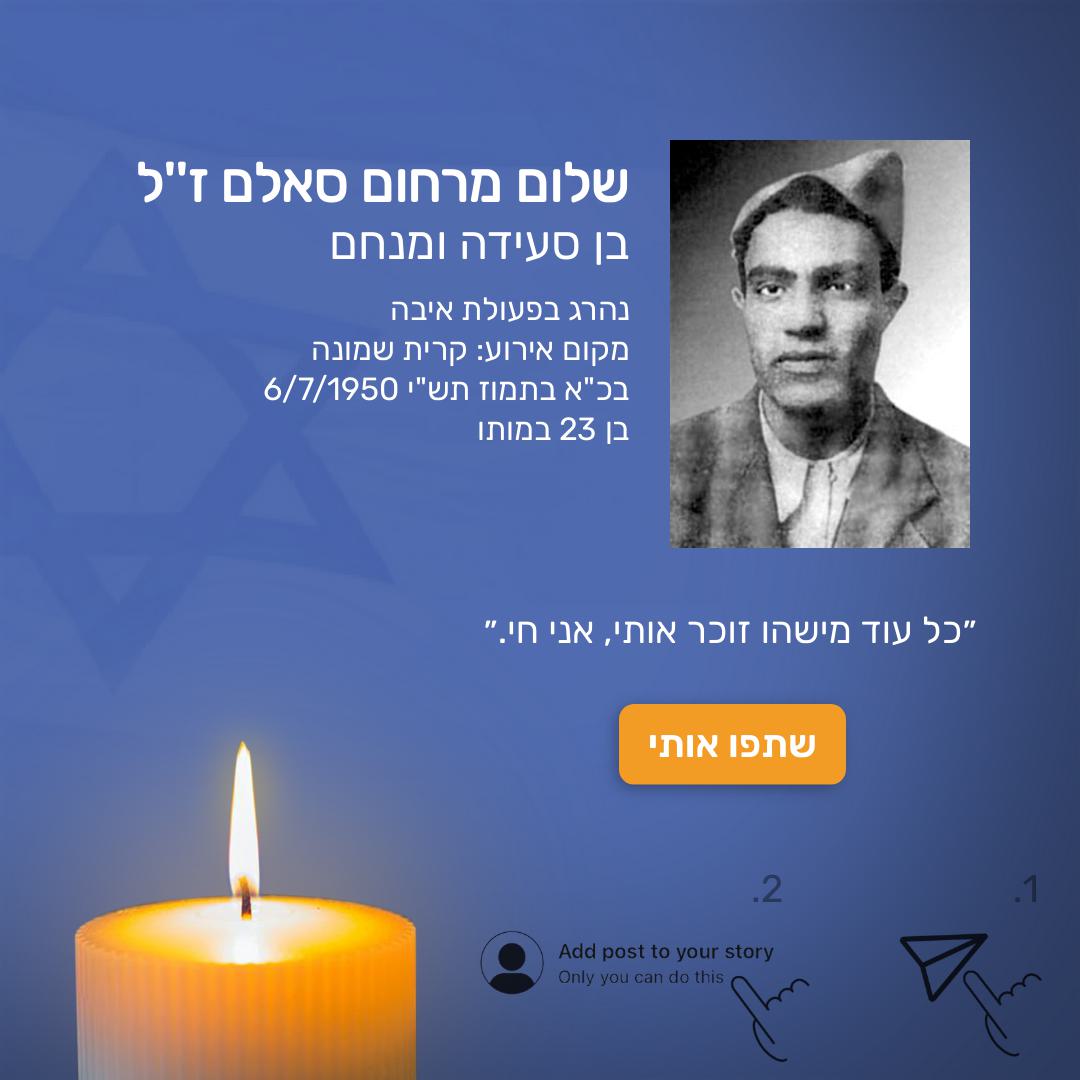 שלום מרחום סאלם ז"ל
בן סעידה ומנחם
נהרג בפעולת איבה
מקום אירוע: קרית שמונה
בכ"א בתמוז תש"י 6/7/1950
בן 23 במותו
״כל עוד מישהו זוכר אותי, אני חי.״
שתפו אותי
1.
2.
Add post to your story
Only you can do this